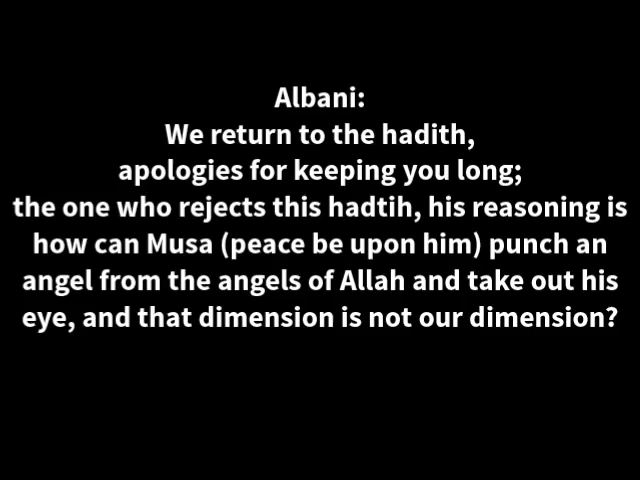 Albani:
We return to the hadith,
apologies for keeping you long;
the one who rejects this hadtih, his reasoning is
how can Musa (peace be upon him) punch an
angel from the angels of Allah and take out his
eye, and that dimension is not our dimension?